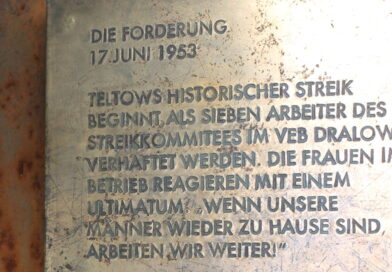 DIE FORDERUNG
17. JUNI 1953
TELTOWS HISTORISCHER STREIK
BEGINNT, ALS SIEBEN ARBEITER DES
STREIKKOMMITEES IM VEB DRALOW
VERHAFTET WERDEN. DIE FRAUEN IM
BETRIEB REAGIEREN MIT EINEM
ULTIMATUM: „WENN UNSERE
MÄNNER WIEDER ZU HAUSE SIND,
ARBEITEN WIR WEITER!"